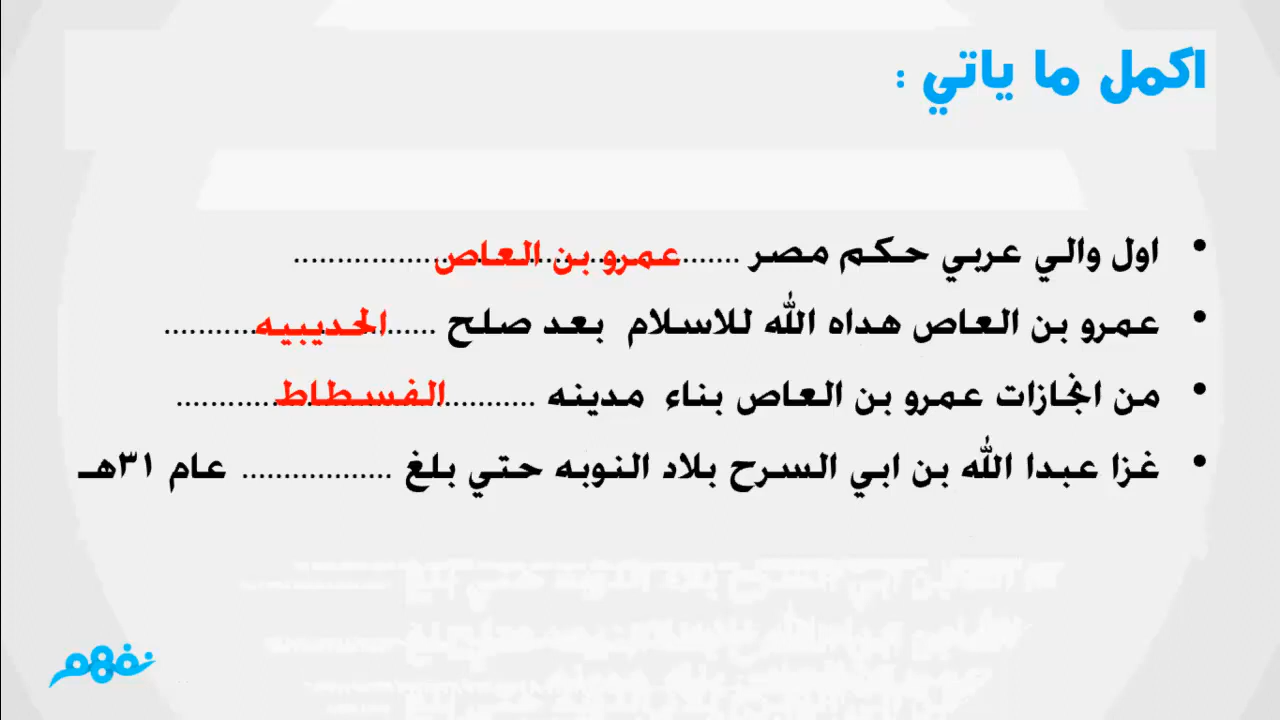 اكمل ما ياتي :
• اول والي عربي حكم مصر ........ عمرو بن العاص ................
• عمرو بن العاص هداه الله للاسلام بعد صلح ...... الحديبيه ...........
• من انجازات عمرو بن العاص بناء مدينه ........... الفسطاط ..............
• غزا عبدا الله بن ابي السرح بلاد النوبه حتي بلغ .................. عام ٣١هـ
نفهم